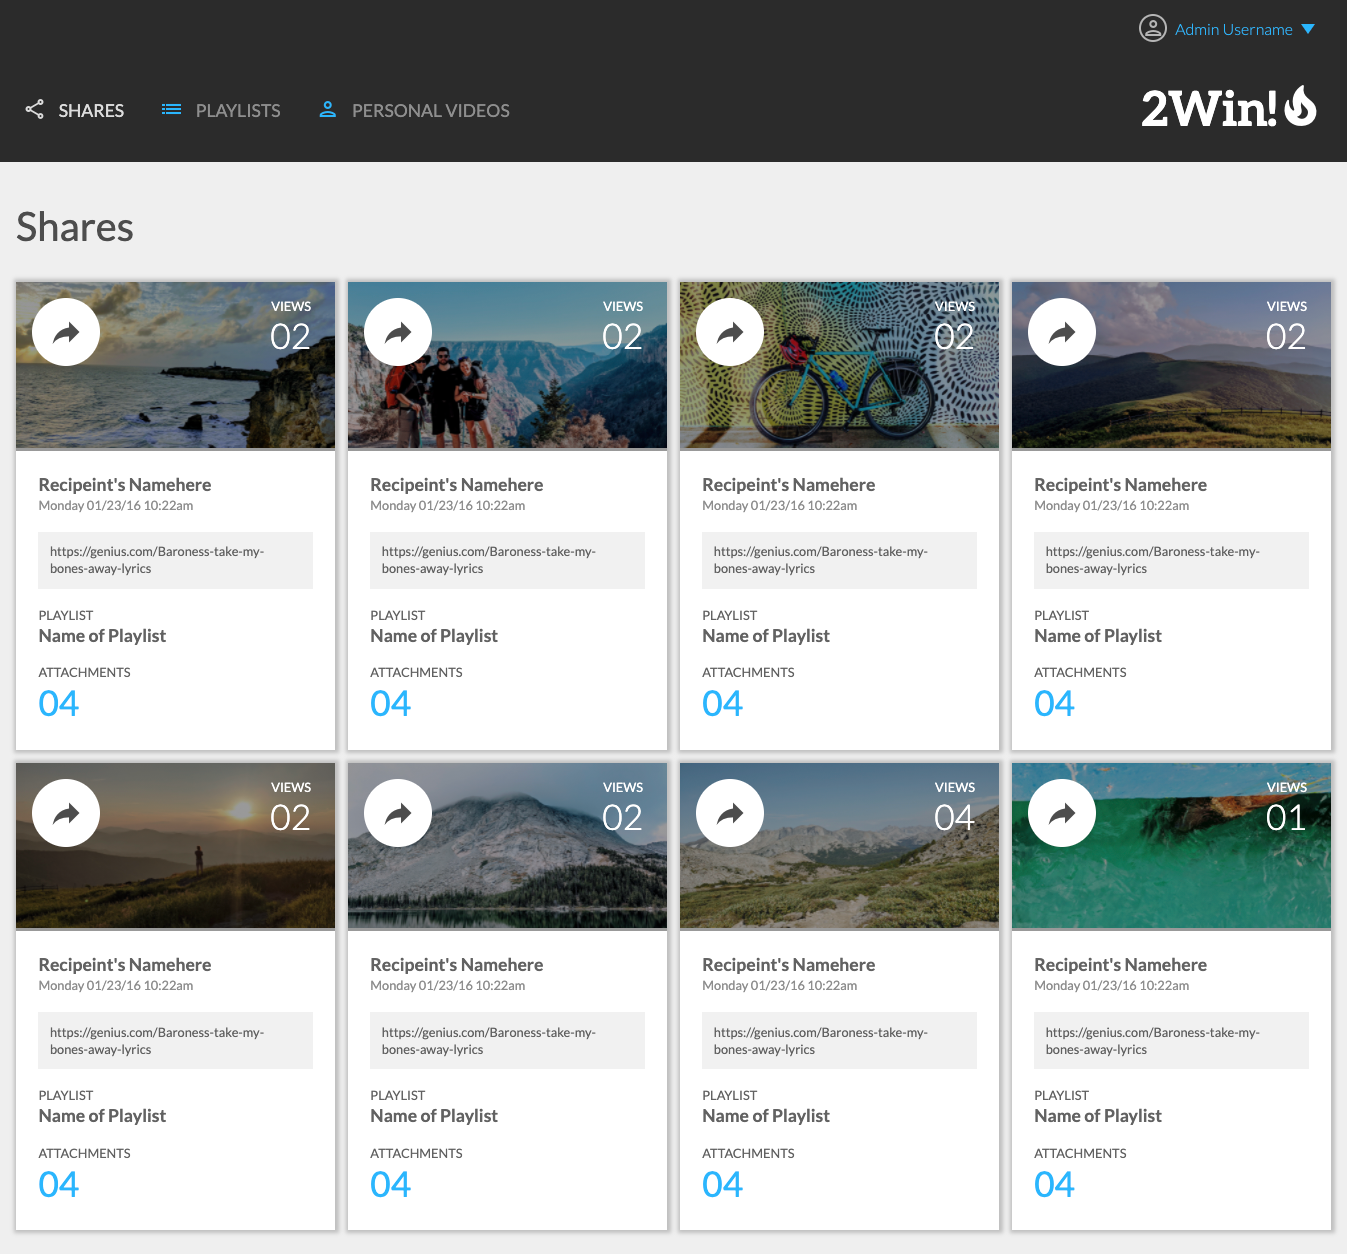 Admin Username
SHARES PLAYLISTS PERSONAL VIDEOS
2Win!
Shares
VIEWS
02
Recipeint's Namehere
Monday 01/23/16 10:22am
https://genius.com/Baroness-take-my-
bones-away-lyrics
PLAYLIST
Name of Playlist
ATTACHMENTS
04
VIEWS
02
Recipeint's Namehere
Monday 01/23/16 10:22am
https://genius.com/Baroness-take-my-
bones-away-lyrics
PLAYLIST
Name of Playlist
ATTACHMENTS
04
VIEWS
02
Recipeint's Namehere
Monday 01/23/16 10:22am
https://genius.com/Baroness-take-my-
bones-away-lyrics
PLAYLIST
Name of Playlist
ATTACHMENTS
04
VIEWS
02
Recipeint's Namehere
Monday 01/23/16 10:22am
https://genius.com/Baroness-take-my-
bones-away-lyrics
PLAYLIST
Name of Playlist
ATTACHMENTS
04
VIEWS
02
Recipeint's Namehere
Monday 01/23/16 10:22am
https://genius.com/Baroness-take-my-
bones-away-lyrics
PLAYLIST
Name of Playlist
ATTACHMENTS
04
VIEWS
02
Recipeint's Namehere
Monday 01/23/16 10:22am
https://genius.com/Baroness-take-my-
bones-away-lyrics
PLAYLIST
Name of Playlist
ATTACHMENTS
04
VIEWS
04
Recipeint's Namehere
Monday 01/23/16 10:22am
https://genius.com/Baroness-take-my-
bones-away-lyrics
PLAYLIST
Name of Playlist
ATTACHMENTS
04
VIEWS
01
Recipeint's Namehere
Monday 01/23/16 10:22am
https://genius.com/Baroness-take-my-
bones-away-lyrics
PLAYLIST
Name of Playlist
ATTACHMENTS
04